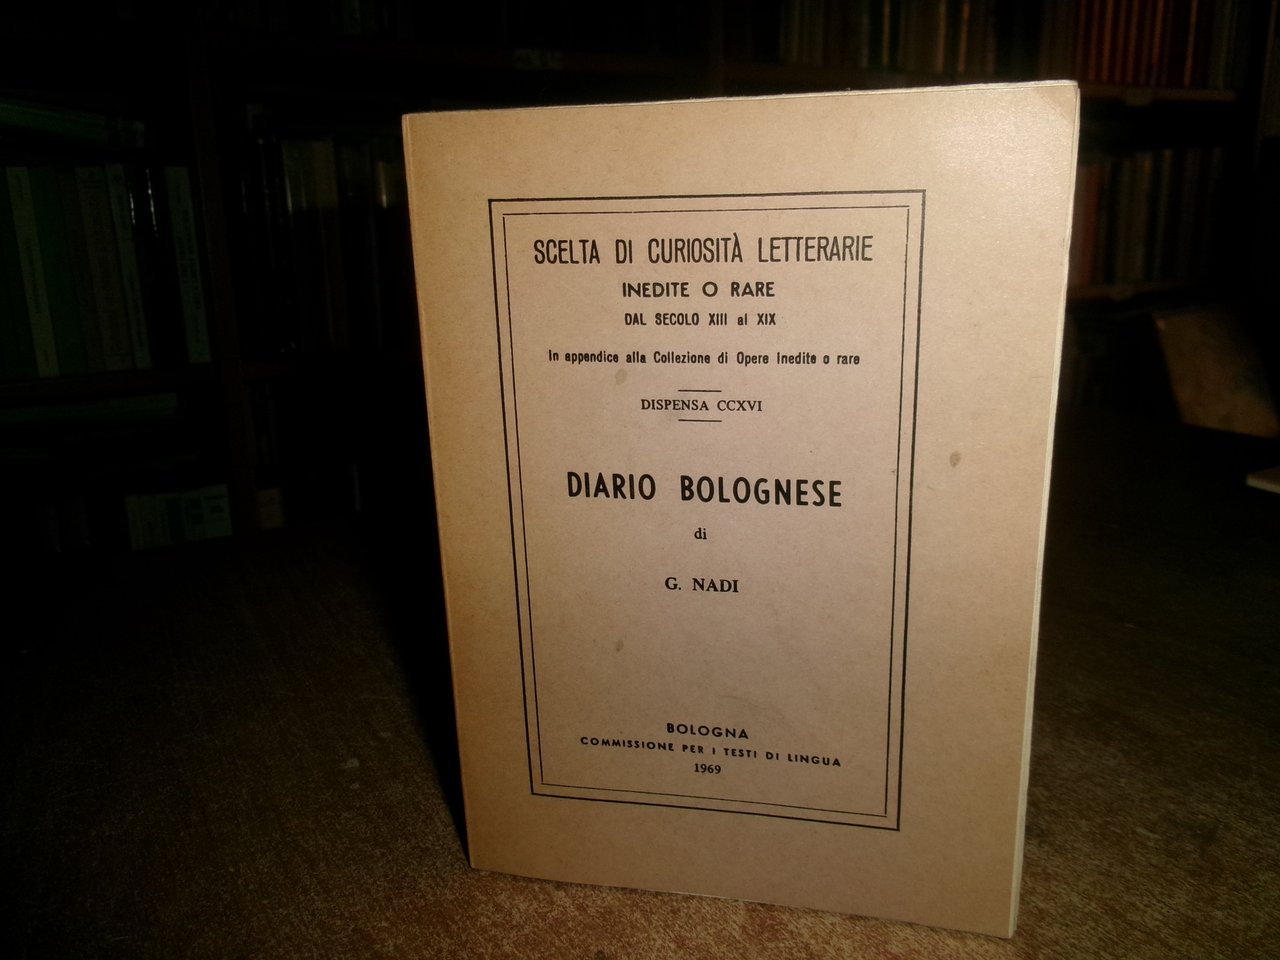 SCELTA DI CURIOSITÀ LETTERARIE
INEDITE O RARE
DAL SECOLO XIII al XIX
In appendice alla Collezione di Opere Inedite o rare
DISPENSA CCXVI
DIARIO BOLOGNESE
di
G. NADI
BOLOGNA
COMMISSIONE PER I TESTI DI LINGUA
1969